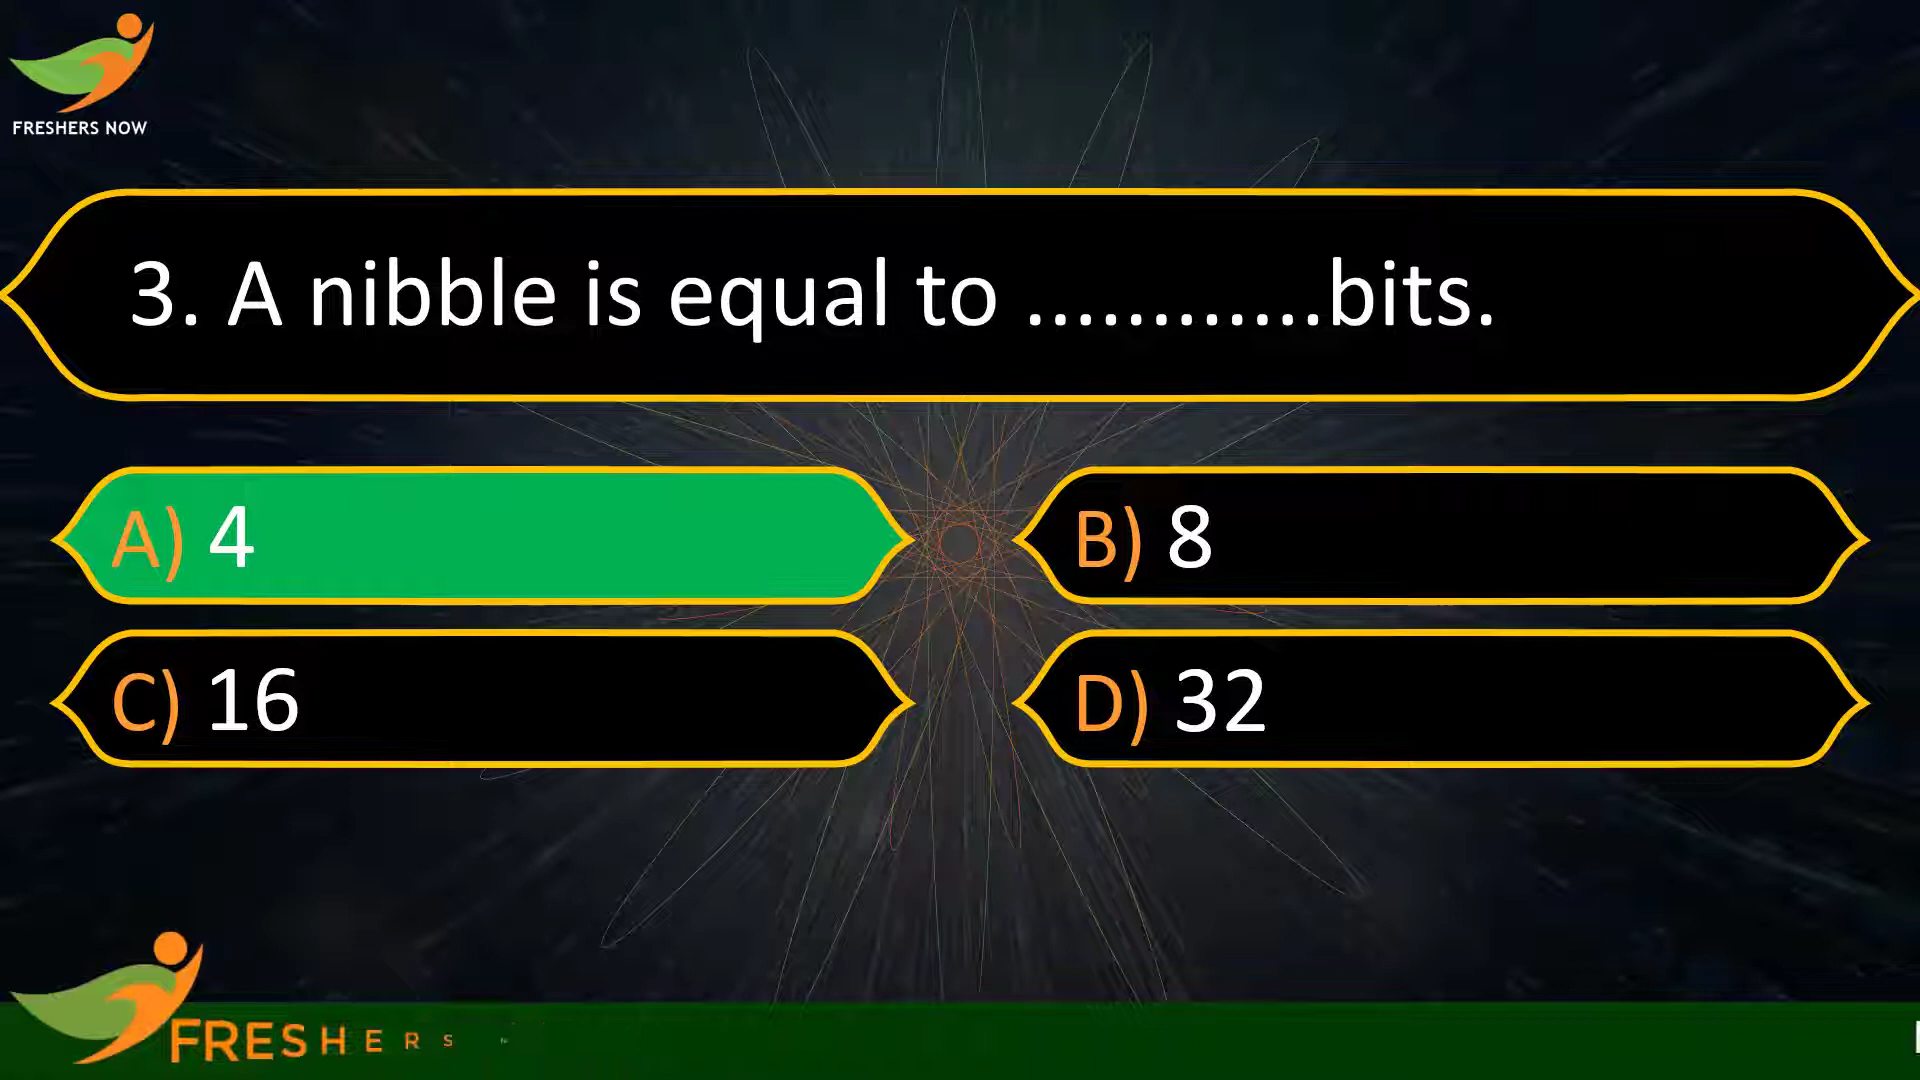 FRESHERS NOW
3. A nibble is equal to ............bits.
A) 4
B) 8
C) 16
D) 32
FRESHERS